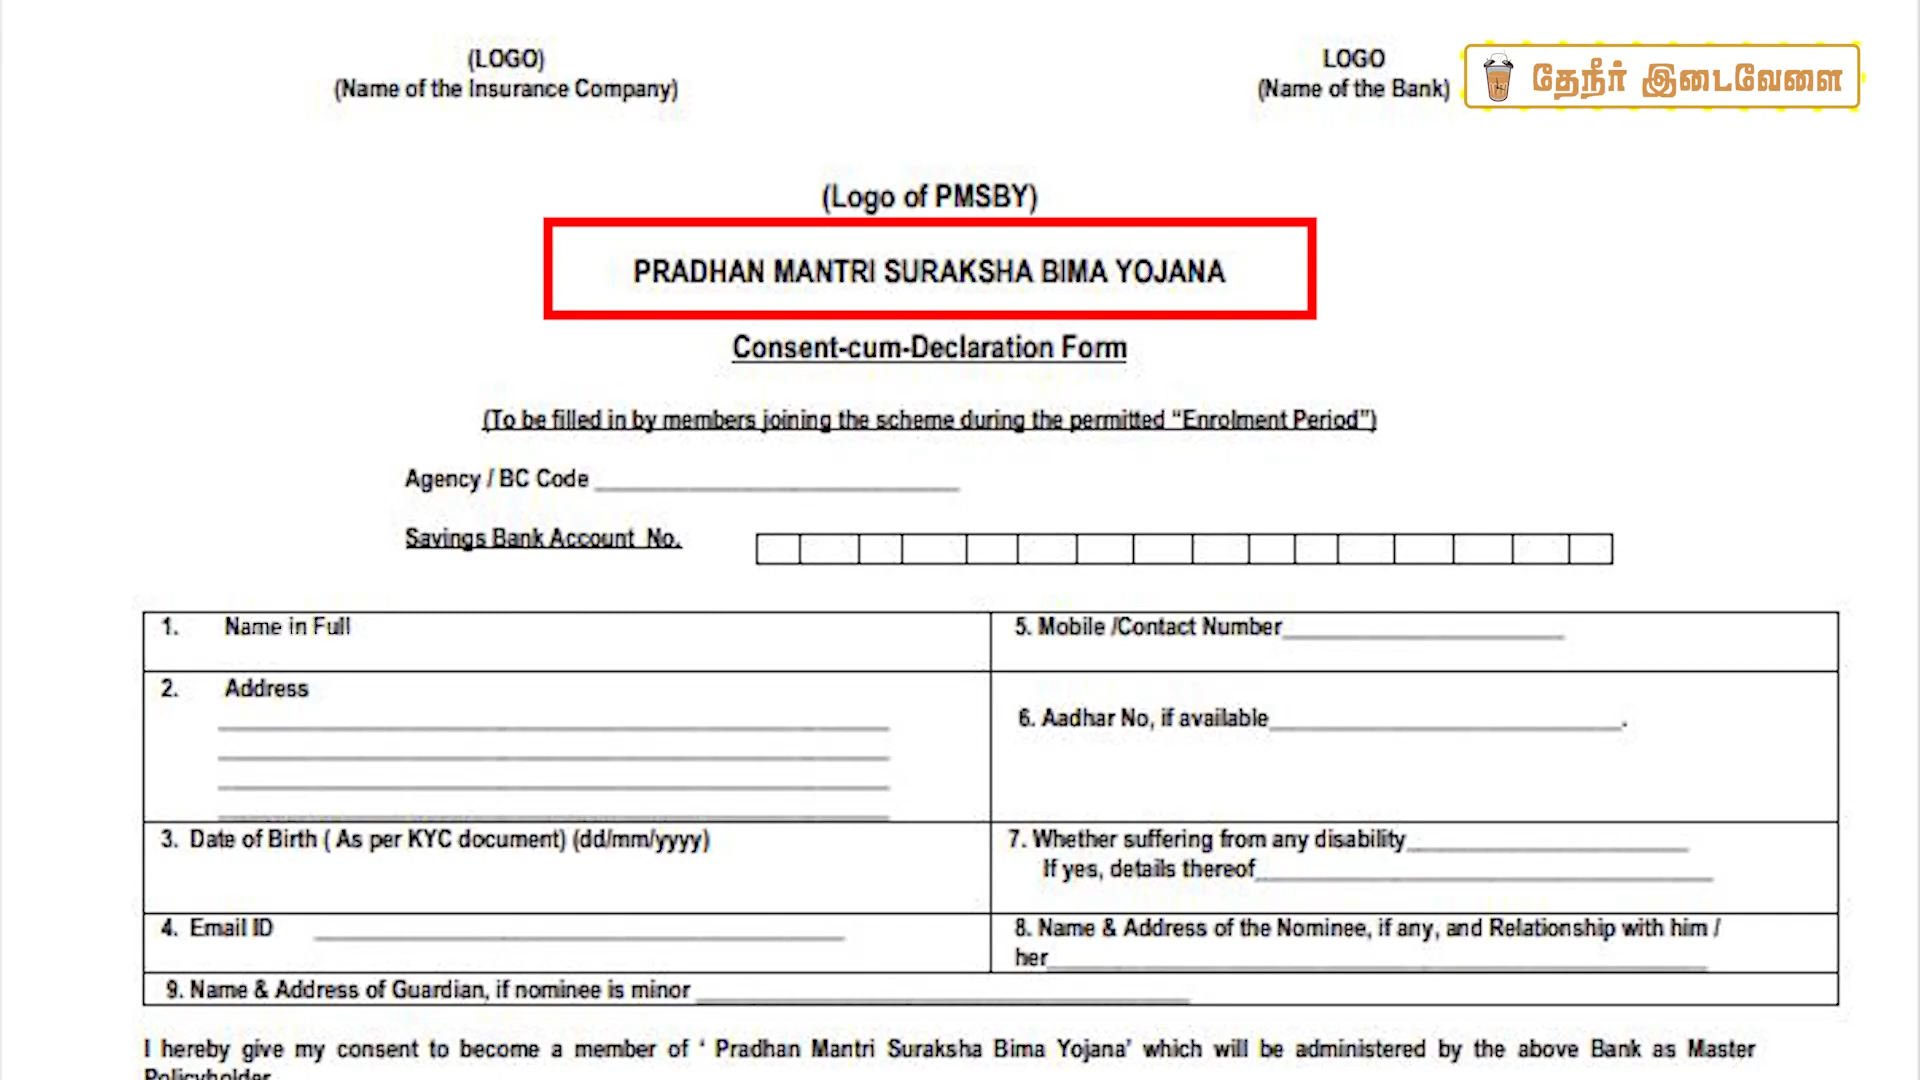 (LOGO)
(Name of the Insurance Company)
LOGO
(Name of the Bank)
தேநீர் இடைவேளை
(Logo of PMSBY)
PRADHAN MANTRI SURAKSHA BIMA YOJANA
Consent-cum-Declaration Form
(To be filled in by members joining the scheme during the permitted “Enrolment Period”)
Agency / BC Code
Savings Bank Account No.
1. Name in Full
2. Address
3. Date of Birth ( As per KYC document) (dd/mm/yyyy)
4. Email ID
5. Mobile /Contact Number
6. Aadhar No, if available.
7. Whether suffering from any disability
If yes, details thereof
8. Name & Address of the Nominee, if any, and Relationship with him /
her
9. Name & Address of Guardian, if nominee is minor
I hereby give my consent to become a member of ‘ Pradhan Mantri Suraksha Bima Yojana’ which will be administered by the above Bank as Master
Policyholder